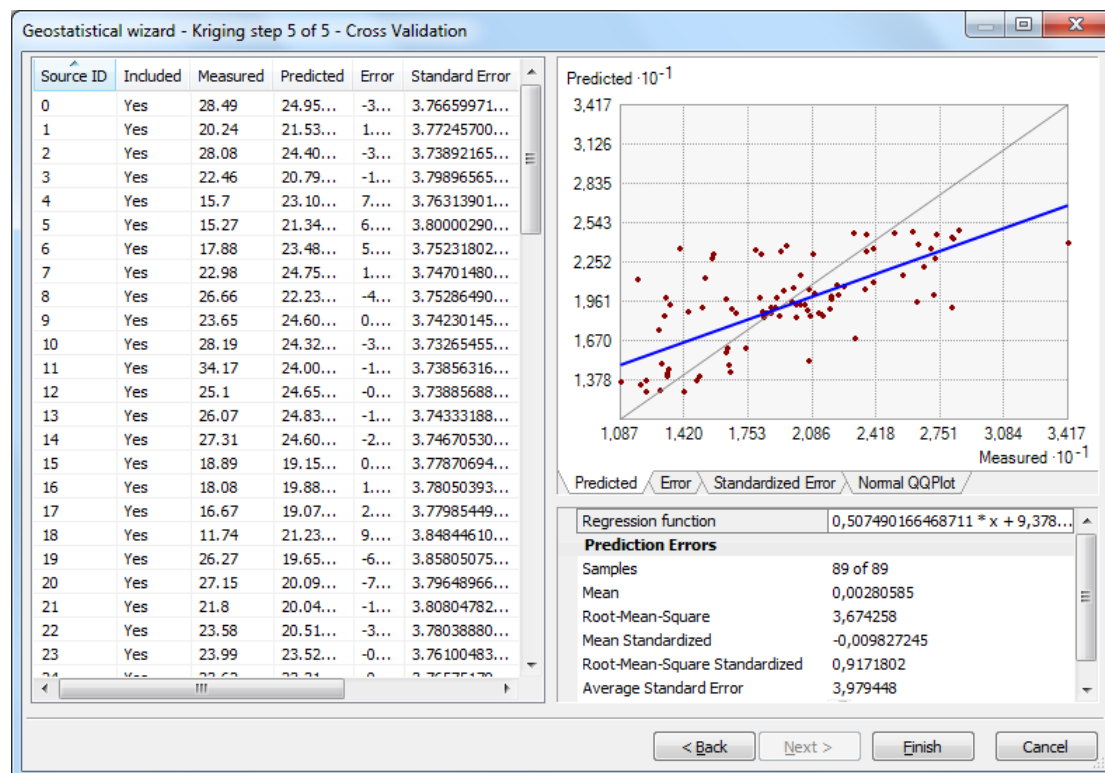 Geostatistical wizard - Kriging step 5 of 5 - Cross Validation
Source ID Included Measured Predicted Error Standard Error
0 Yes 28.49 24.95... -3... 3.76659971...
1 Yes 20.24 21.53... 1.... 3.77245700...
2 Yes 28.08 24.40... -3... 3.73892165...
3 Yes 22.46 20.79... -1... 3.79896565...
4 Yes 15.7 23.10... 7.... 3.76313901...
5 Yes 15.27 21.34... 6.... 3.80000290...
6 Yes 17.88 23.48... 5.... 3.75231802...
7 Yes 22.98 24.75... 1.... 3.74701480...
8 Yes 26.66 22.23... -4... 3.75286490...
9 Yes 23.65 24.60... 0.... 3.74230145...
10 Yes 28.19 24.32... -3... 3.73265455...
11 Yes 34.17 24.00... -1... 3.73856316...
12 Yes 25.1 24.65... -0... 3.73885688...
13 Yes 26.07 24.83... -1... 3.74333188...
14 Yes 27.31 24.60... -2... 3.74670530...
15 Yes 18.89 19.15... 0.... 3.77870694...
16 Yes 18.08 19.88... 1.... 3.78050393...
17 Yes 16.67 19.07... 2.... 3.77985449...
18 Yes 11.74 21.23... 9.... 3.84844610...
19 Yes 26.27 19.65... -6... 3.85805075...
20 Yes 27.15 20.09... -7... 3.79648966...
21 Yes 21.8 20.04... -1... 3.80804782...
22 Yes 23.58 20.51... -3... 3.78038880...
23 Yes 23.99 23.52... -0... 3.76100483...
Predicted ·10-1
3,417
3,126
2,835
2,543
2,252
1,961
1,670
1,378
1,087 1,420 1,753 2,086 2,418 2,751 3,084 3,417
Measured ·10-1
Predicted Error Standardized Error Normal QQPlot
Regression function 0,507490166468711 * x + 9,378...
Prediction Errors
Samples 89 of 89
Mean 0,00280585
Root-Mean-Square 3,674258
Mean Standardized -0,009827245
Root-Mean-Square Standardized 0,9171802
Average Standard Error 3,979448
< Back Next > Finish Cancel